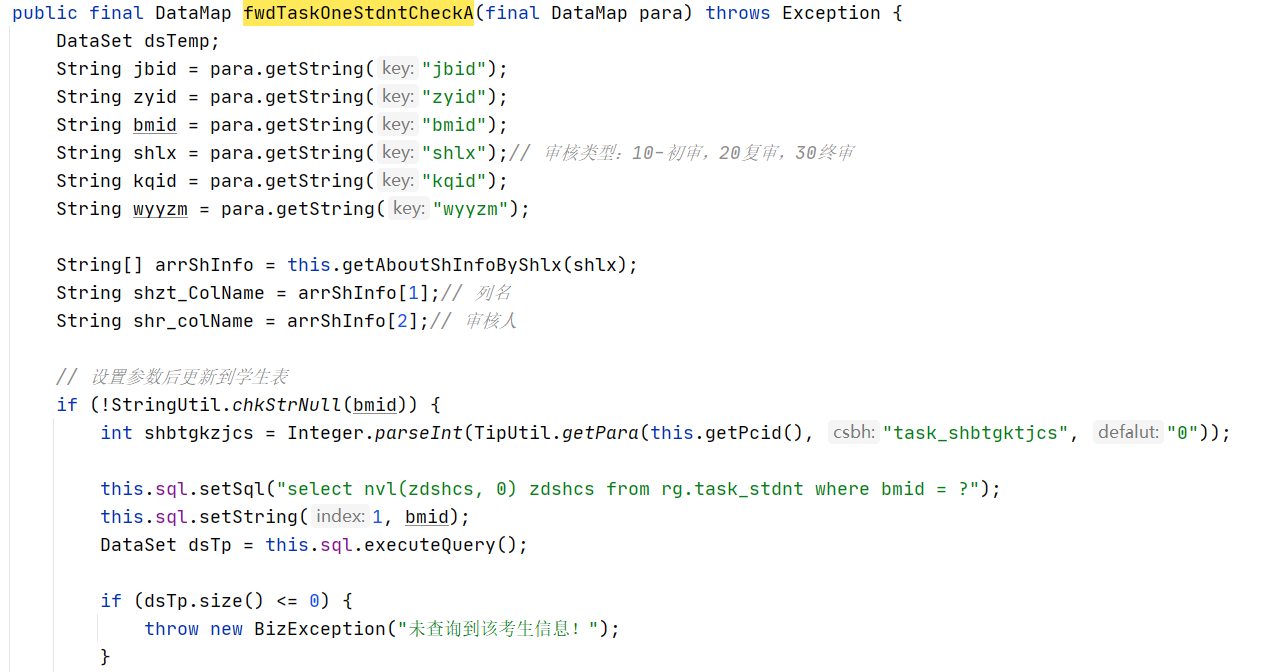 public final DataMap fwdTaskOneStdntCheckA(final DataMap para) throws Exception {
DataSet dsTemp;
String jbid = para.getString( key: "jbid");
String zyid = para.getString( key: "zyid");
String bmid = para.getString( key: "bmid");
String shlx = para.getString( key: "shlx");// 审核类型：10-初审，20复审，30终审
String kqid = para.getString( key: "kqid");
String wyyzm = para.getString( key: "wyyzm");
String[] arrShInfo = this.getAboutShInfoByShlx(shlx);
String shzt_ColName = arrShInfo[1];// 列名
String shr_colName = arrShInfo[2];// 审核人
// 设置参数后更新到学生表
if (!StringUtil.chkStrNull(bmid)) {
int shbtgkzjcs = Integer.parseInt(TipUtil.getPara(this.getPcid(), csbh: "task_shbtgktjcs", defalut: "0"));
this.sql.setSql("select nvl(zdshcs, 0) zdshcs from rg.task_stdnt where bmid = ?");
this.sql.setString( index: 1, bmid);
DataSet dsTp = this.sql.executeQuery();
if (dsTp.size() <= 0) {
throw new BizException("未查询到该考生信息！");
}